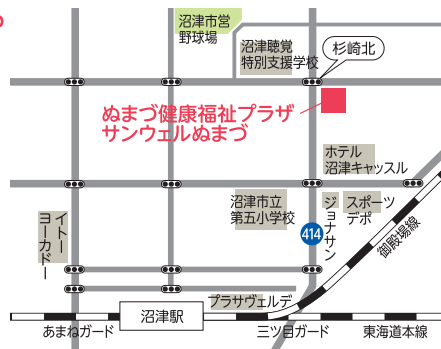 沼津市営
野球場
沼津聴覚
特別支援学校
杉崎北
ぬまづ健康福祉プラザ
サンウェルぬまづ
ホテル
沼津キャッスル
沼津市立
第五小学校
ジョナサン
スポーツ
デポ
イトー
ヨーカドー
414
御殿場線
プラサヴェルデ
沼津駅
あまねガード
三ツ目ガード
東海道本線